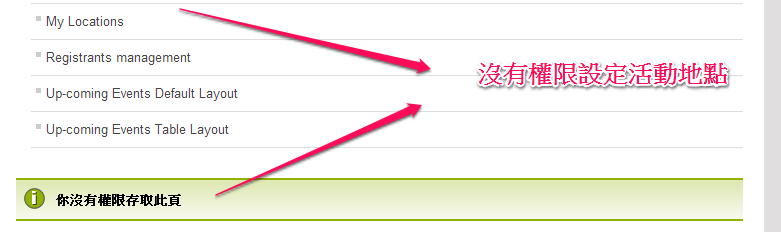 My Locations
Registrants management
沒有權限設定活動地點
Up-coming Events Default Layout
Up-coming Events Table Layout
你沒有權限存取此頁